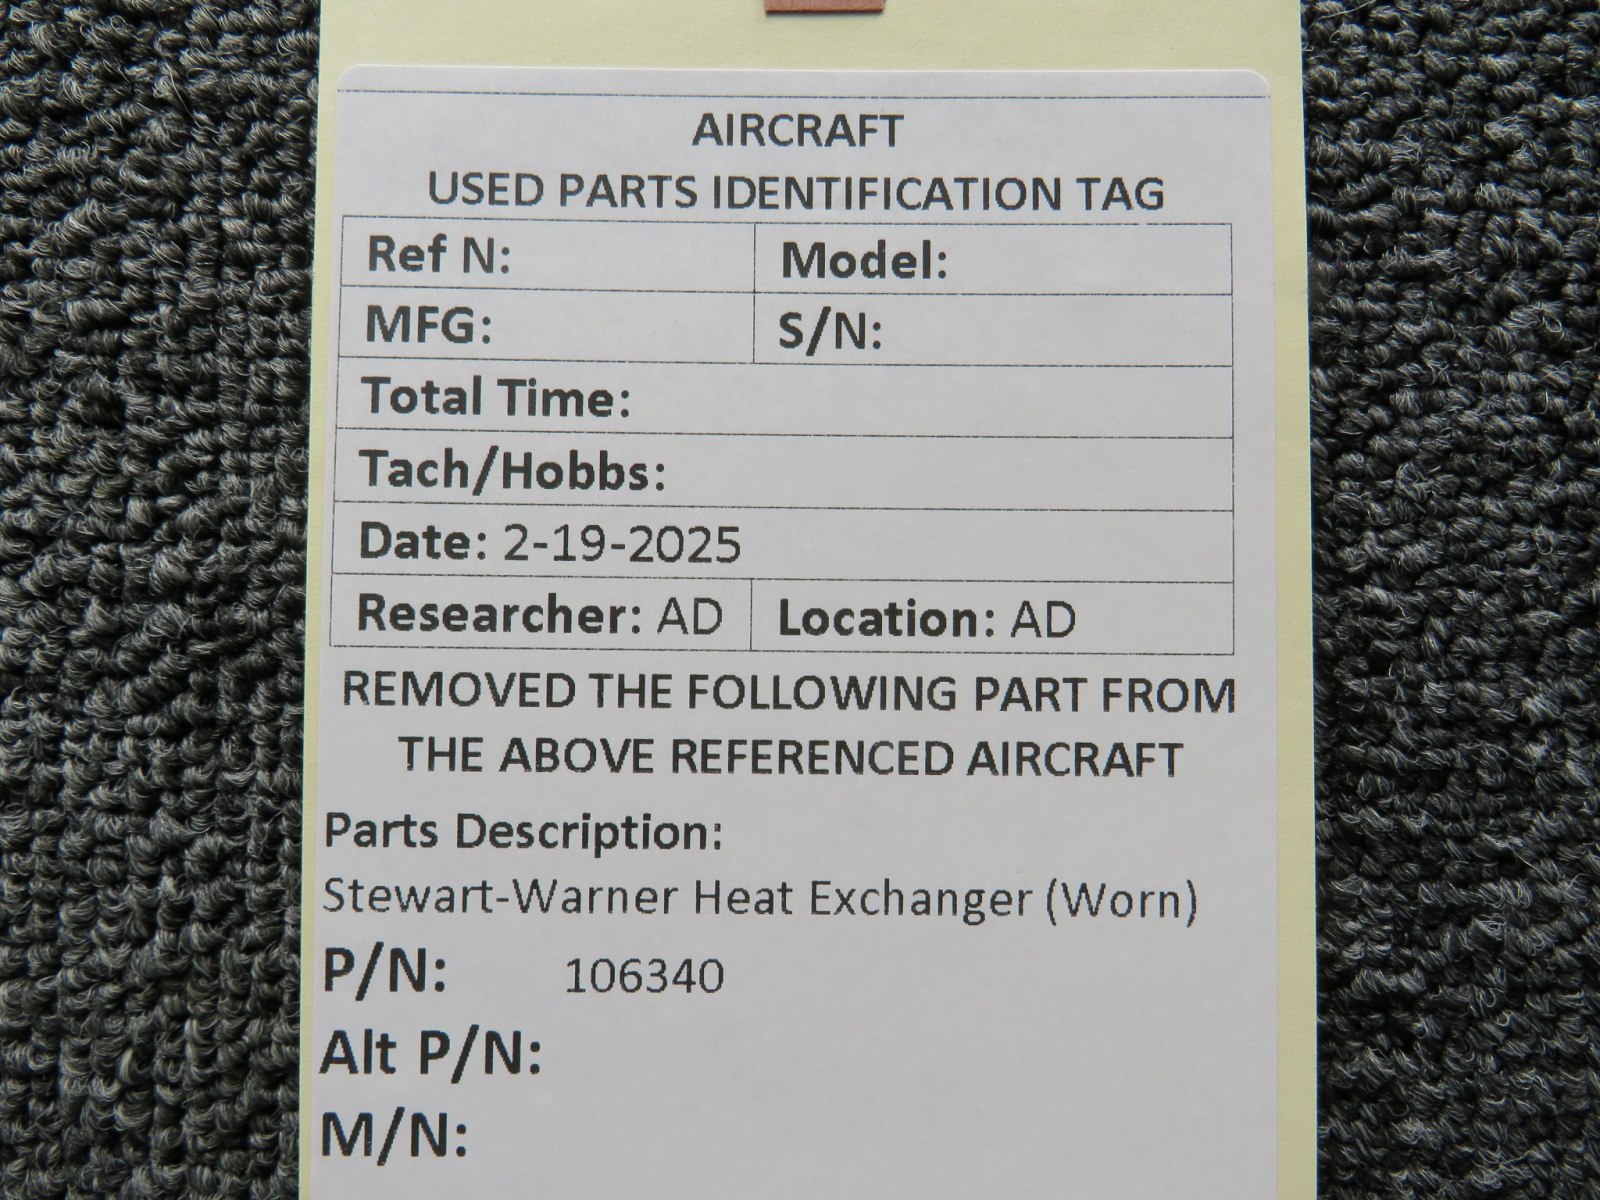 AIRCRAFT
USED PARTS IDENTIFICATION TAG
Ref N: Model:
MFG: S/N:
Total Time:
Tach/Hobbs:
Date: 2-19-2025
Researcher: AD Location: AD
REMOVED THE FOLLOWING PART FROM
THE ABOVE REFERENCED AIRCRAFT
Parts Description:
Stewart-Warner Heat Exchanger (Worn)
P/N: 106340
Alt P/N:
M/N: